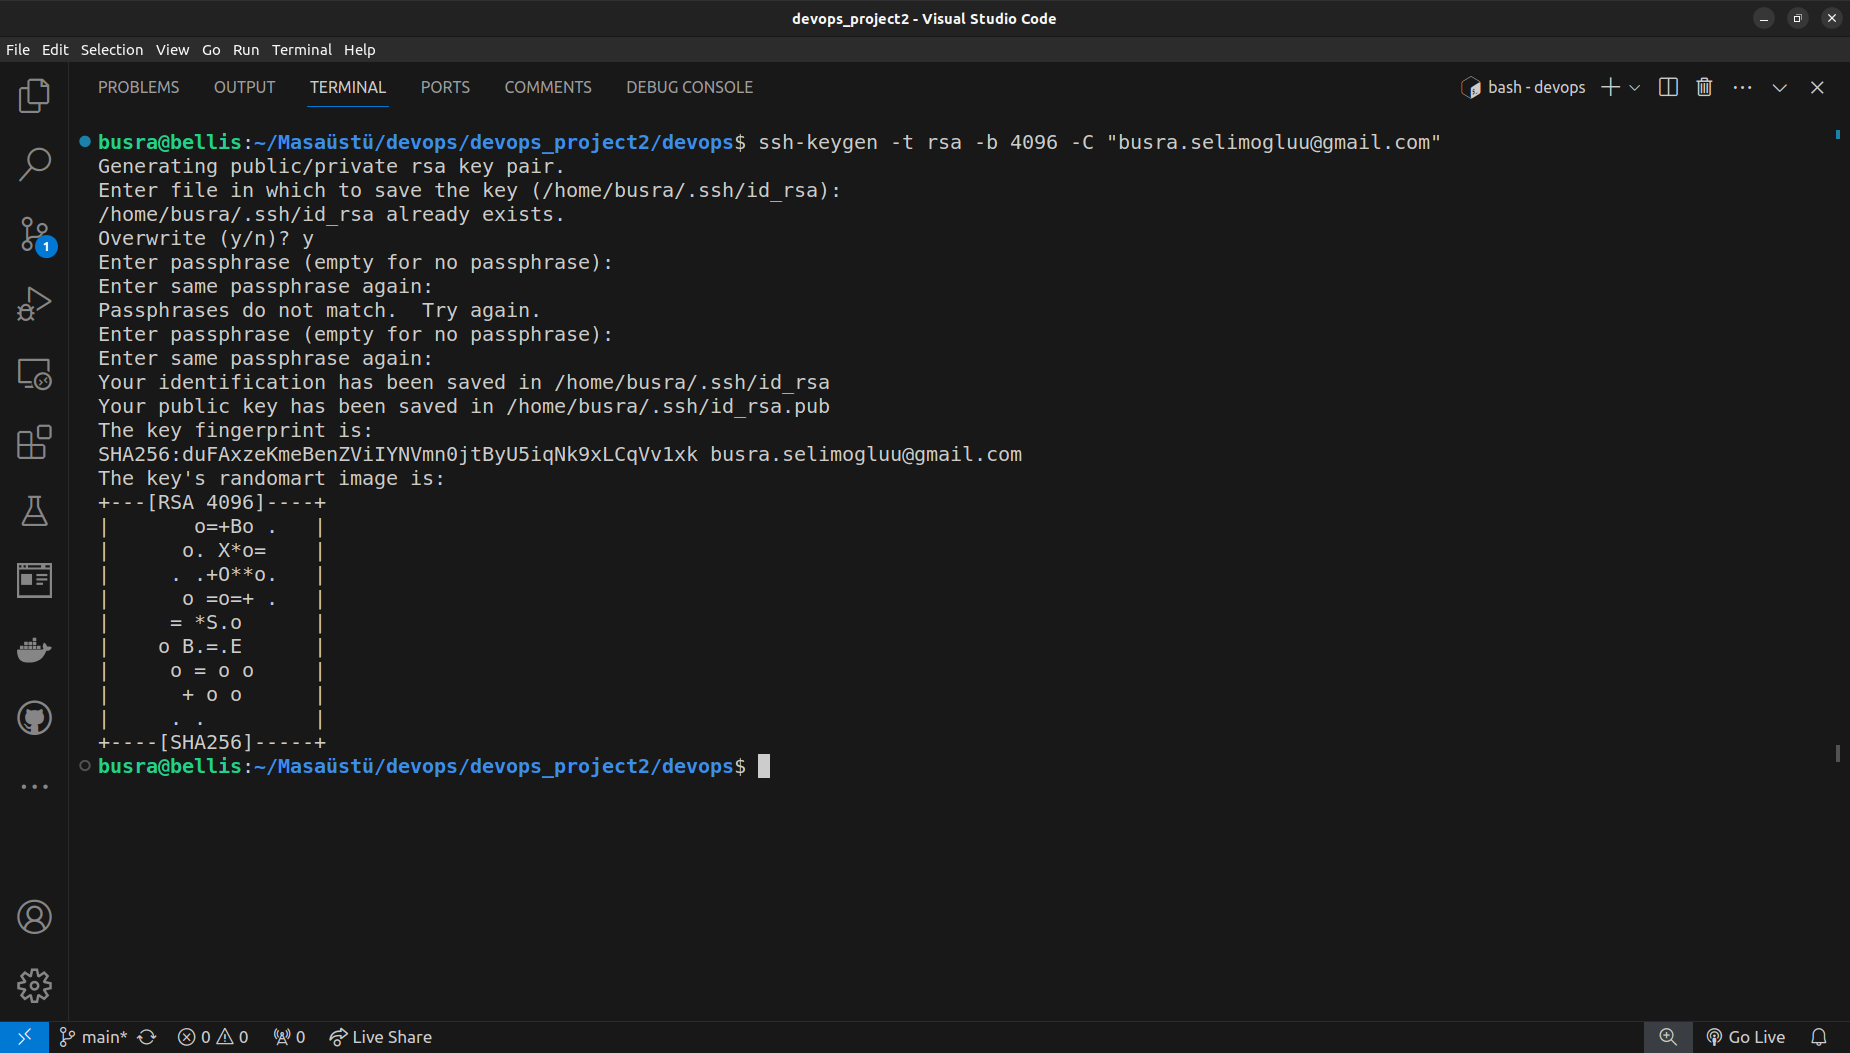 devops_project2 - Visual Studio Code
File Edit Selection View Go Run Terminal Help
PROBLEMS OUTPUT TERMINAL PORTS COMMENTS DEBUG CONSOLE bash - devops
busra@bellis:~/Masaüstü/devops/devops_project2/devops$ ssh-keygen -t rsa -b 4096 -C "busra.selimogluu@gmail.com"
Generating public/private rsa key pair.
Enter file in which to save the key (/home/busra/.ssh/id_rsa):
/home/busra/.ssh/id_rsa already exists.
Overwrite (y/n)? y
Enter passphrase (empty for no passphrase):
Enter same passphrase again:
Passphrases do not match.  Try again.
Enter passphrase (empty for no passphrase):
Enter same passphrase again:
Your identification has been saved in /home/busra/.ssh/id_rsa
Your public key has been saved in /home/busra/.ssh/id_rsa.pub
The key fingerprint is:
SHA256:duFAxzeKmeBenZViIYNVmn0jtByU5iqNk9xLCqVv1xk busra.selimogluu@gmail.com
The key's randomart image is:
+---[RSA 4096]----+
|       o=+Bo .   |
|      o. X*o=    |
|     . .+O**o.   |
|      o =o=+ .   |
|     = *S.o      |
|    o B.=.E      |
|     o = o o     |
|      + o o      |
|     . .         |
+----[SHA256]-----+
busra@bellis:~/Masaüstü/devops/devops_project2/devops$
1
main* 0 0 0 Live Share Go Live